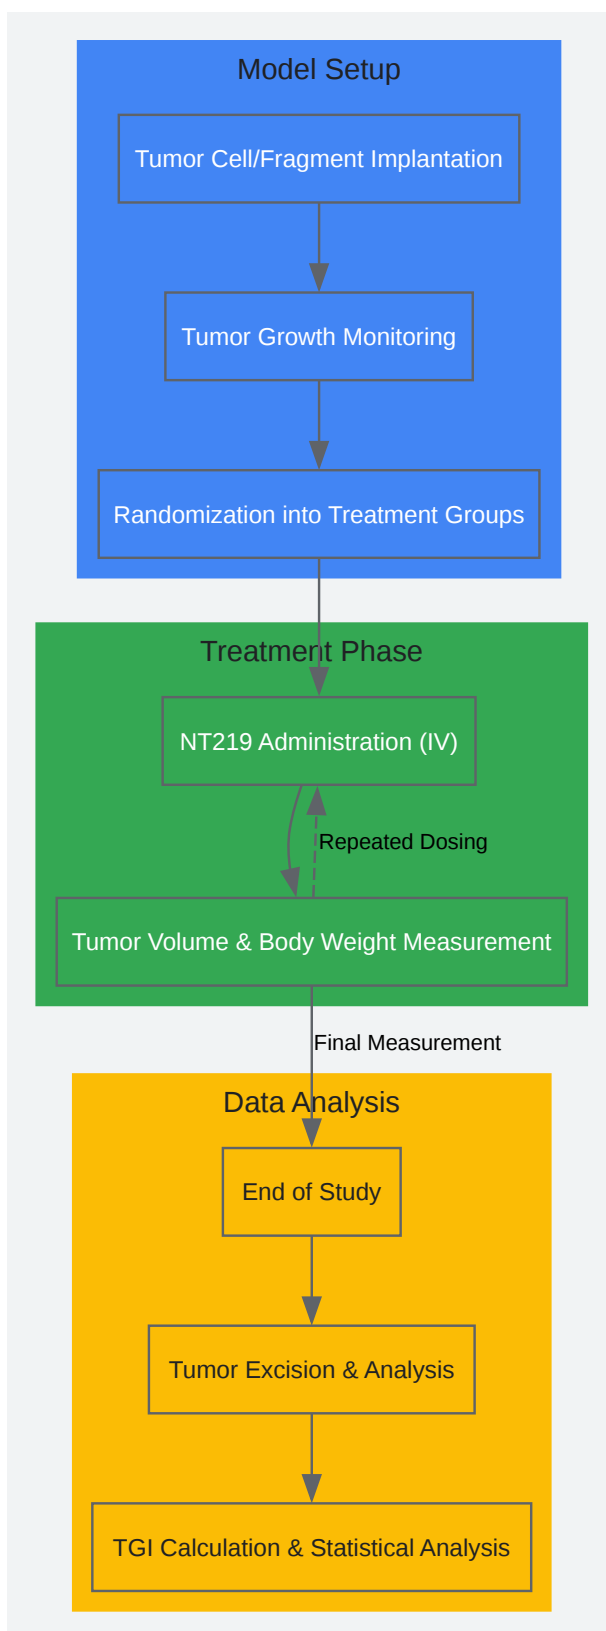 Model Setup
Tumor Cell/Fragment Implantation
Tumor Growth Monitoring
Randomization into Treatment Groups
Treatment Phase
NT219 Administration (IV)
Repeated Dosing
Tumor Volume & Body Weight Measurement
Final Measurement
Data Analysis
End of Study
Tumor Excision & Analysis
TGI Calculation & Statistical Analysis